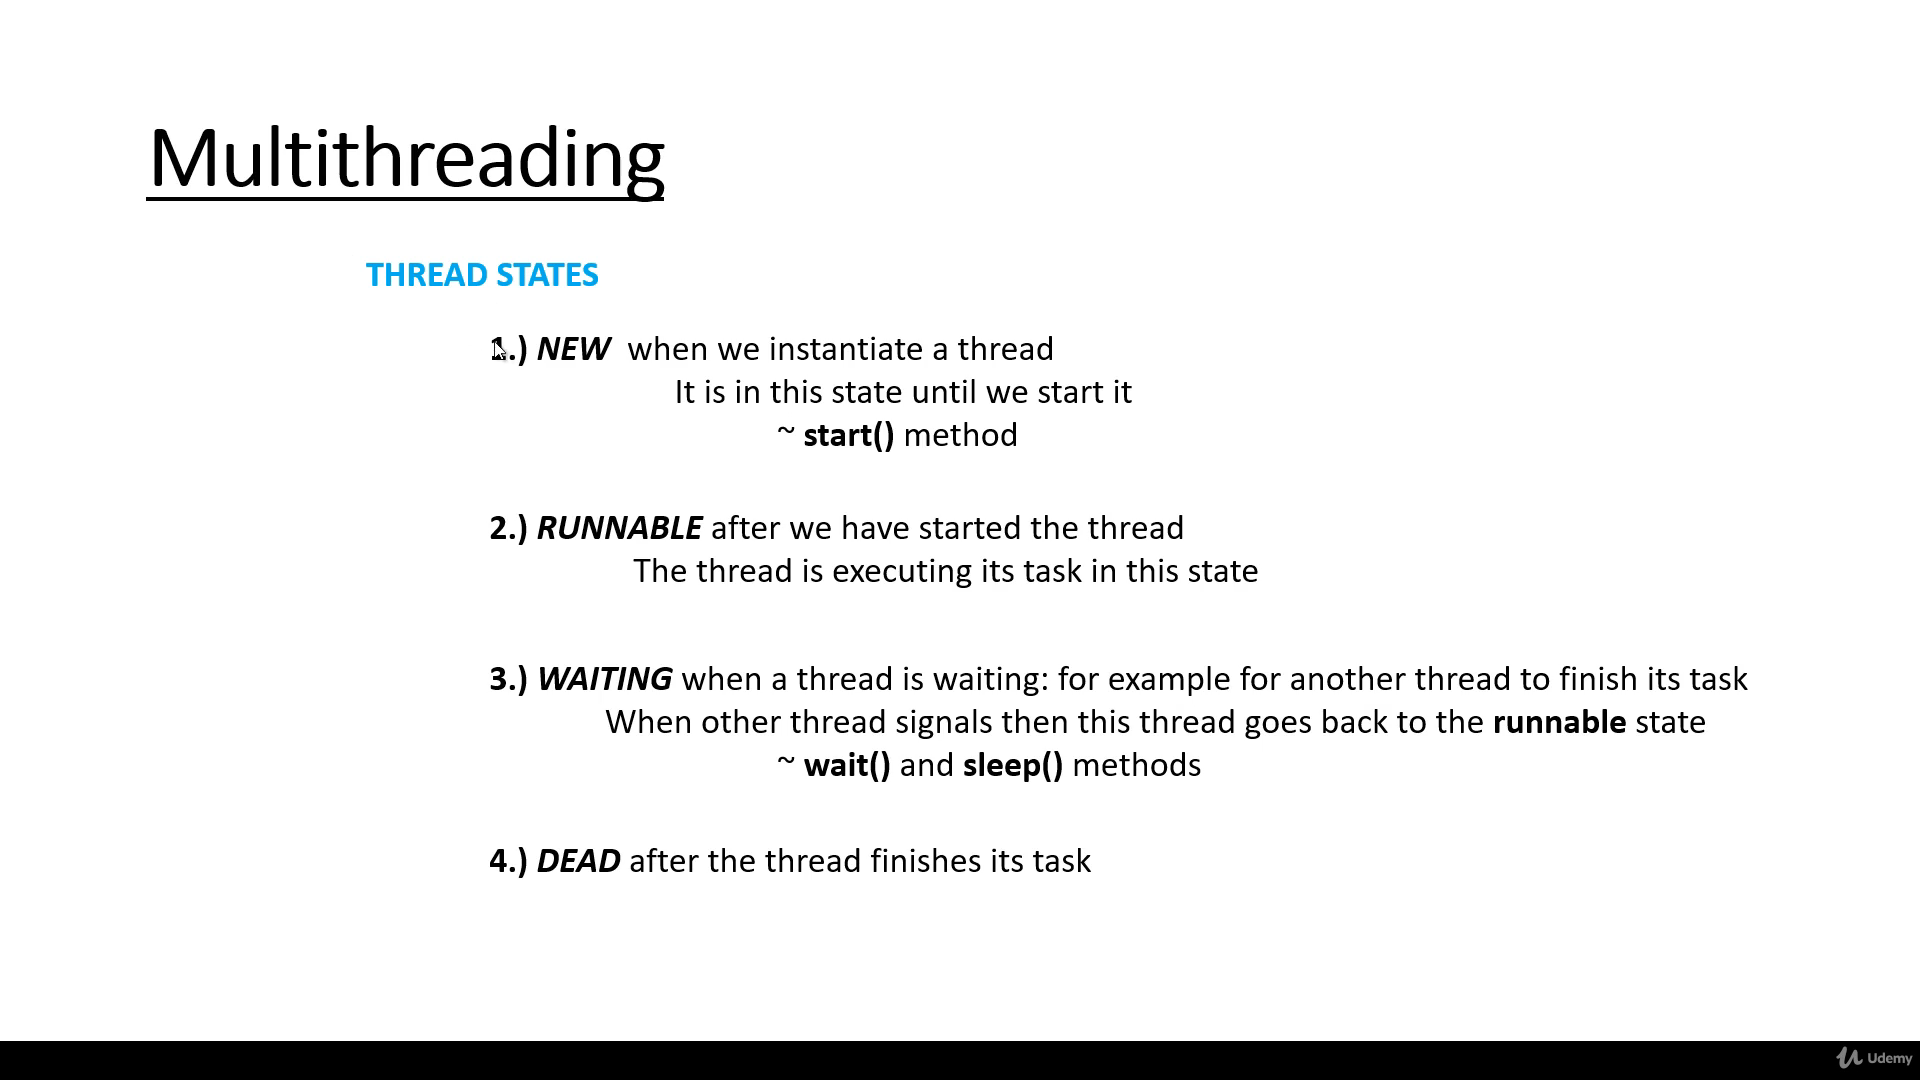 Multithreading
THREAD STATES
1.) NEW when we instantiate a thread
It is in this state until we start it
~ start() method
2.) RUNNABLE after we have started the thread
The thread is executing its task in this state
3.) WAITING when a thread is waiting: for example for another thread to finish its task
When other thread signals then this thread goes back to the runnable state
~ wait() and sleep() methods
4.) DEAD after the thread finishes its task
Udemy